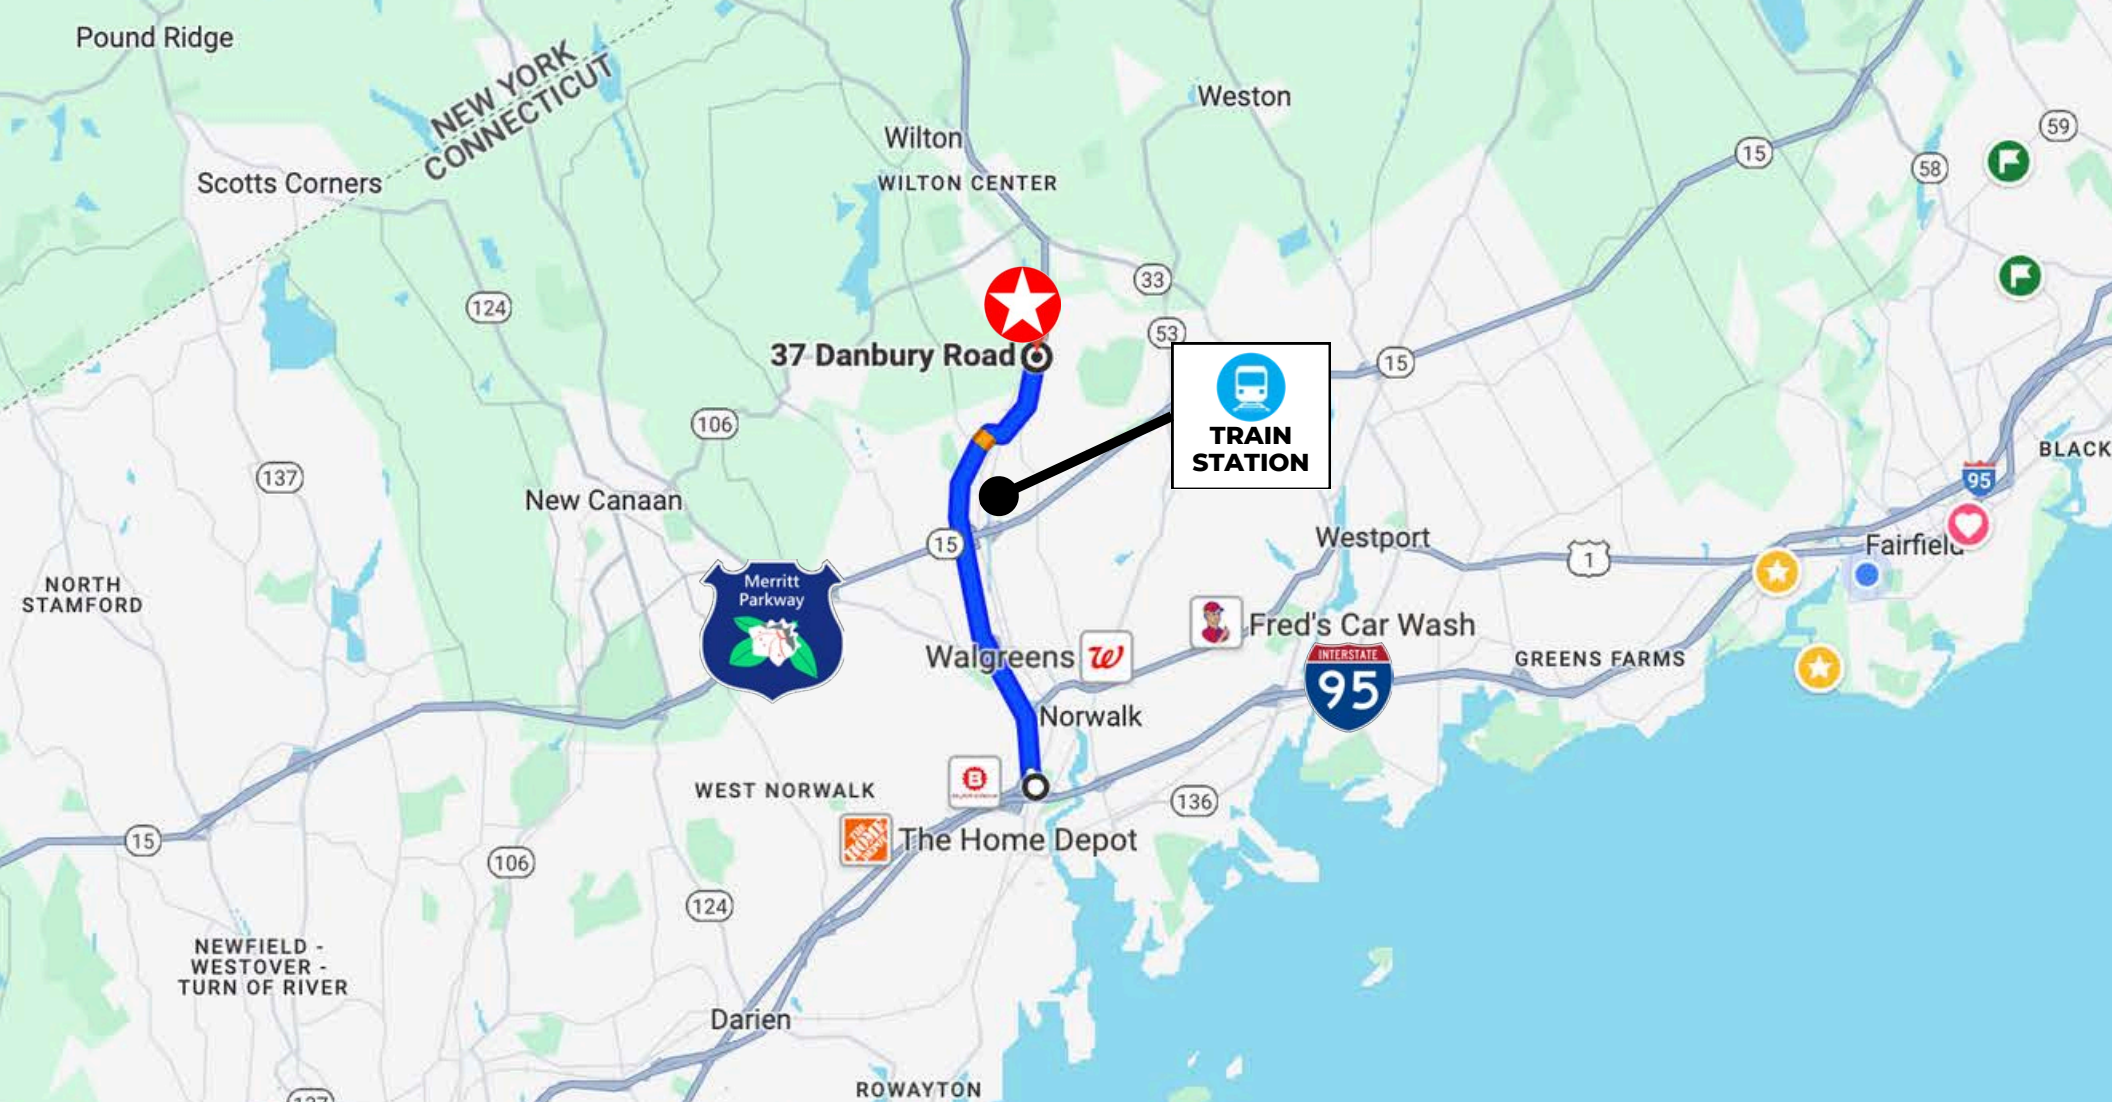 Pound Ridge
NEW YORK
CONNECTICUT
Scotts Corners
Wilton
WILTON CENTER
Weston
59
15
58
33
53
124
37 Danbury Road
15
TRAIN
STATION
106
137
New Canaan
15
BLACK
95
Westport
1
Fairfield
NORTH
STAMFORD
Merritt
Parkway
Walgreens
W
Fred's Car Wash
INTERSTATE
95
GREENS FARMS
Norwalk
WEST NORWALK
B
136
THE
HOME
DEPOT
The Home Depot
15
106
124
NEWFIELD -
WESTOVER -
TURN OF RIVER
Darien
ROWAYTON